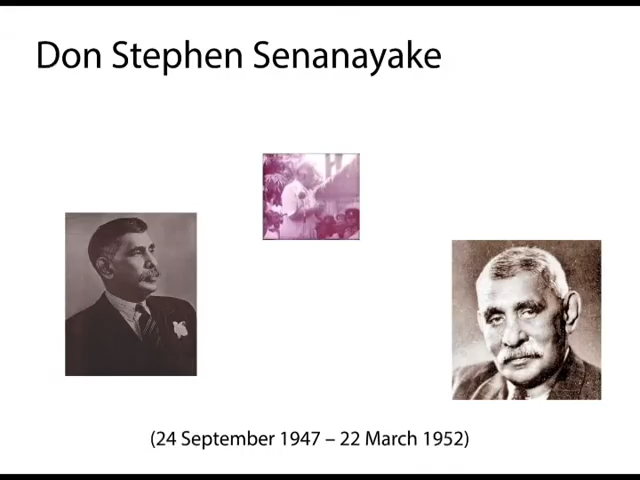 Don Stephen Senanayake
(24 September 1947 – 22 March 1952)